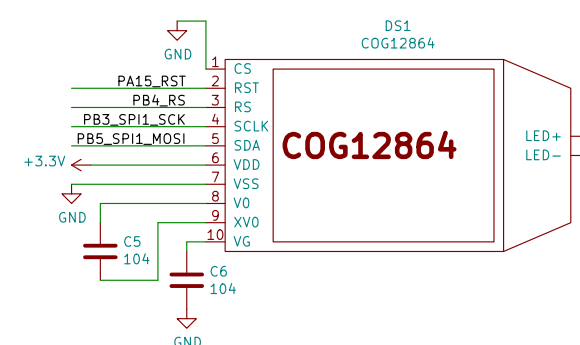 DS1
COG12864
GND
1 CS
PA15_RST 2 RST
PB4_RS 3 RS
PB3_SPI1_SCK 4 SCLK
PB5_SPI1_MOSI 5 SDA
COG12864
LED+
LED-
+3.3V 6 VDD
7 VSS
GND
8 V0
9 XV0
10 VG
C5
104
C6
104
GND